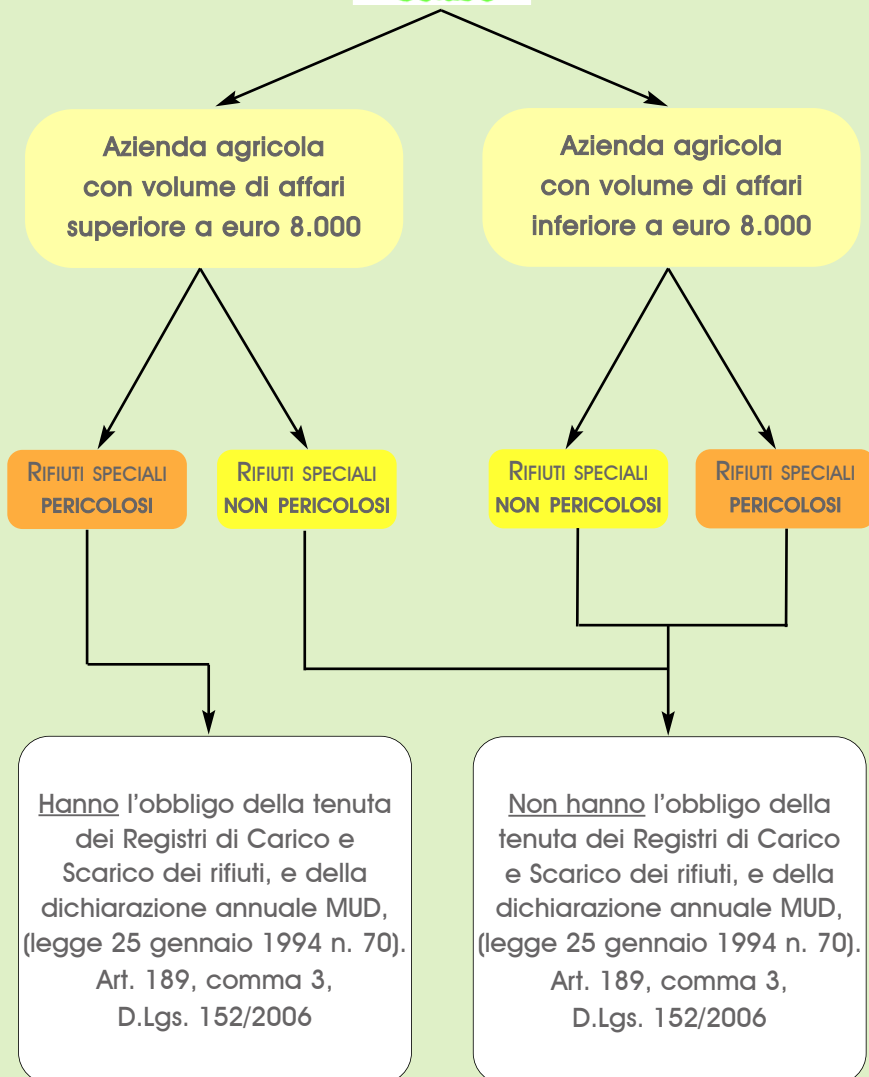 Azienda agricola
con volume di affari
superiore a euro 8.000
Azienda agricola
con volume di affari
inferiore a euro 8.000
RIFIUTI SPECIALI
PERICOLOSI
RIFIUTI SPECIALI
NON PERICOLOSI
RIFIUTI SPECIALI
NON PERICOLOSI
RIFIUTI SPECIALI
PERICOLOSI
Hanno l'obbligo della tenuta
dei Registri di Carico e
Scarico dei rifiuti, e della
dichiarazione annuale MUD,
(legge 25 gennaio 1994 n. 70).
Art. 189, comma 3,
D.Lgs. 152/2006
Non hanno l'obbligo della
tenuta dei Registri di Carico
e Scarico dei rifiuti, e della
dichiarazione annuale MUD,
(legge 25 gennaio 1994 n. 70).
Art. 189, comma 3,
D.Lgs. 152/2006